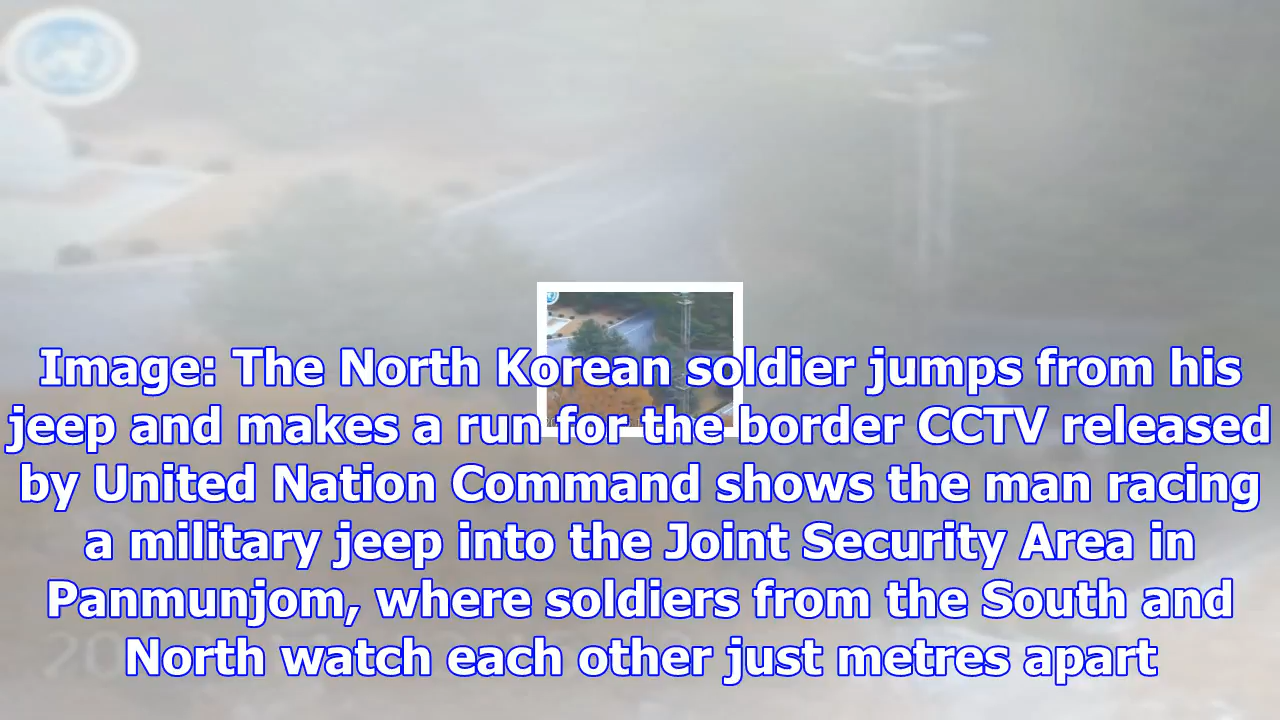 Image: The North Korean soldier jumps from his
jeep and makes a run for the border CCTV released
by United Nation Command shows the man racing
a military jeep into the Joint Security Area in
Panmunjom, where soldiers from the South and
North watch each other just metres apart